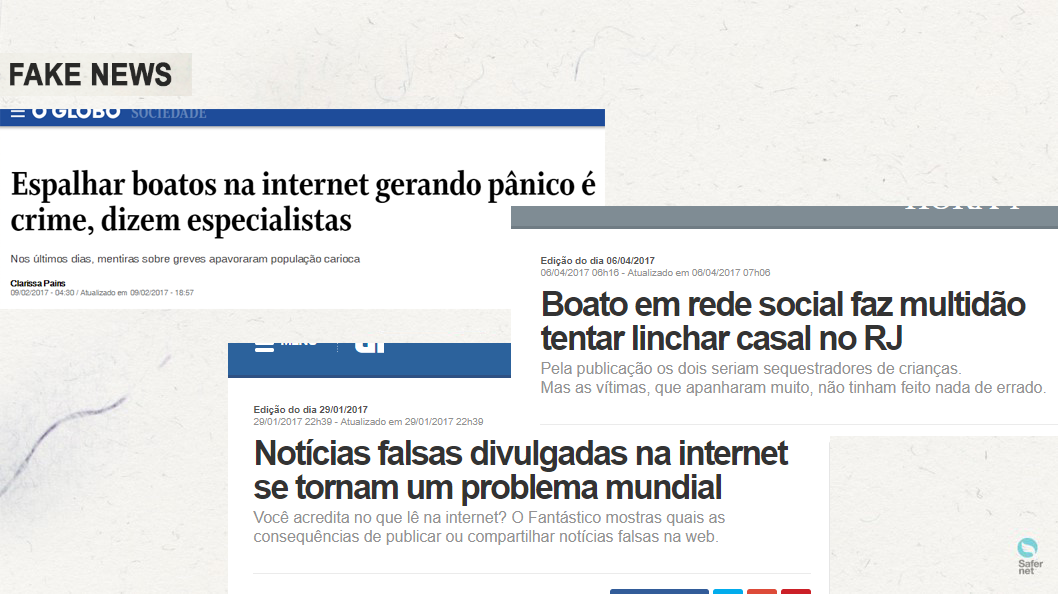 FAKE NEWS
O GLOBO SOCIEDADE
Espalhar boatos na internet gerando pânico é
crime, dizem especialistas
Nos últimos dias, mentiras sobre greves apavoraram população carioca
Clarissa Pains
09/02/2017 - 04:30 / Atualizado em 09/02/2017 - 18:57
Edição do dia 06/04/2017
06/04/2017 06h16 - Atualizado em 06/04/2017 07h06
Boato em rede social faz multidão
tentar linchar casal no RJ
Pela publicação os dois seriam sequestradores de crianças.
Mas as vítimas, que apanharam muito, não tinham feito nada de errado.
MENU
Edição do dia 29/01/2017
29/01/2017 22h39 - Atualizado em 29/01/2017 22h39
Notícias falsas divulgadas na internet
se tornam um problema mundial
Você acredita no que lê na internet? O Fantástico mostras quais as
consequências de publicar ou compartilhar notícias falsas na web.
Safer
net